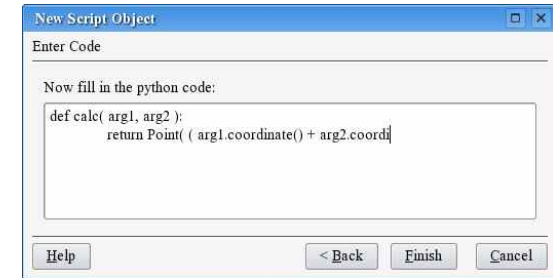 New Script Object
Enter Code
Now fill in the python code:
def calc( arg1, arg2 ):
return Point( ( arg1.coordinate() + arg2.coordi
Help
< Back
Finish
Cancel